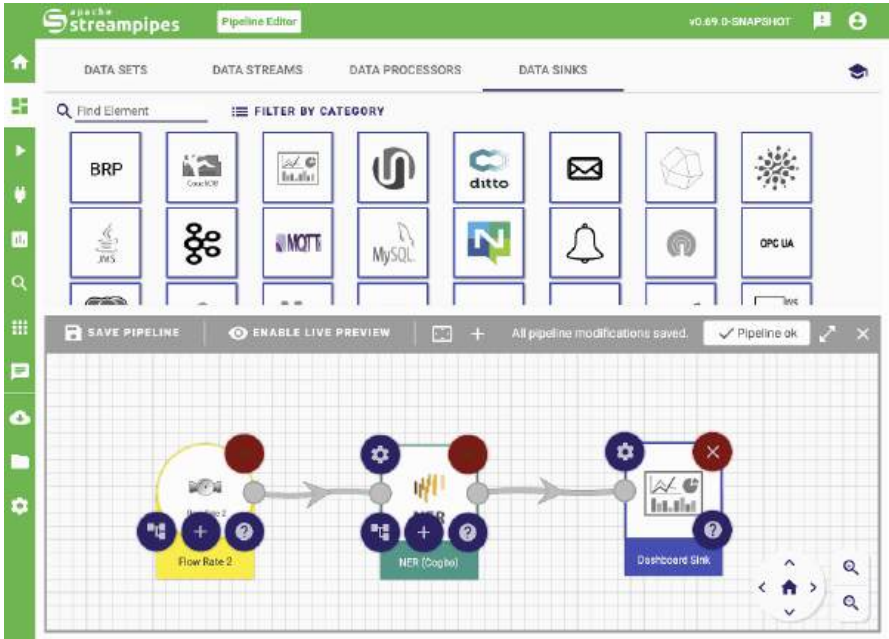 apache
streampipes
Pipeline Editor
v0.69.0-SNAPSHOT
DATA SETS
DATA STREAMS
DATA PROCESSORS
DATA SINKS
Find Element
FILTER BY CATEGORY
BRP
CouchDB
ditto
JMS
MQTT
MySQL
N
OPC UA
SAVE PIPELINE
ENABLE LIVE PREVIEW
All pipeline modifications saved.
Pipeline ok
Flow Rate 2
NER (Cogito)
Dashboard Sink